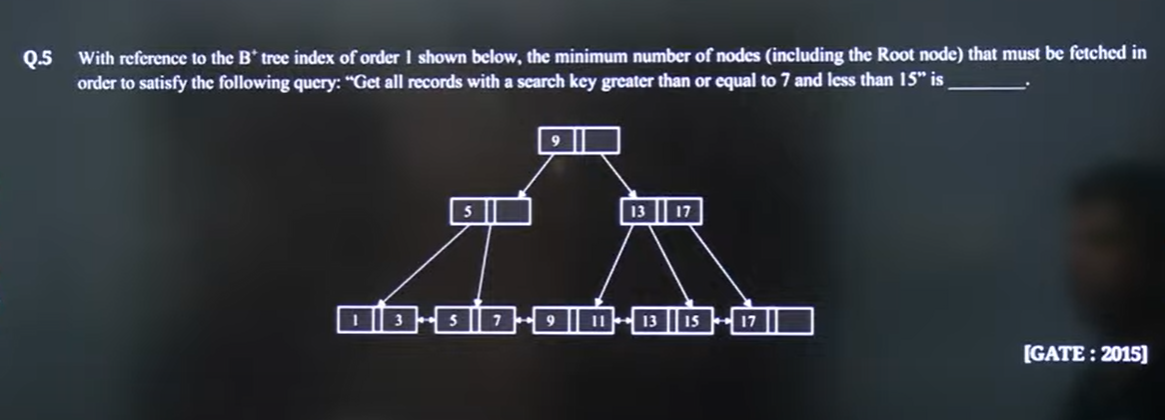 Q.5 With reference to the B⁺ tree index of order 1 shown below, the minimum number of nodes (including the Root node) that must be fetched in
order to satisfy the following query: “Get all records with a search key greater than or equal to 7 and less than 15” is ________.
9
5 13 17
1 3 5 7 9 11 13 15 17
[GATE : 2015]